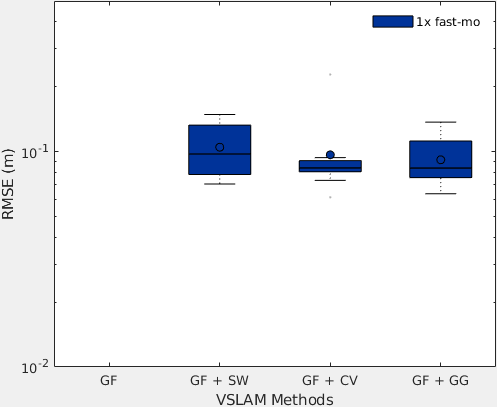 1x fast-mo
RMSE (m)
10^-1
10^-2
GF
GF + SW
GF + CV
GF + GG
VSLAM Methods